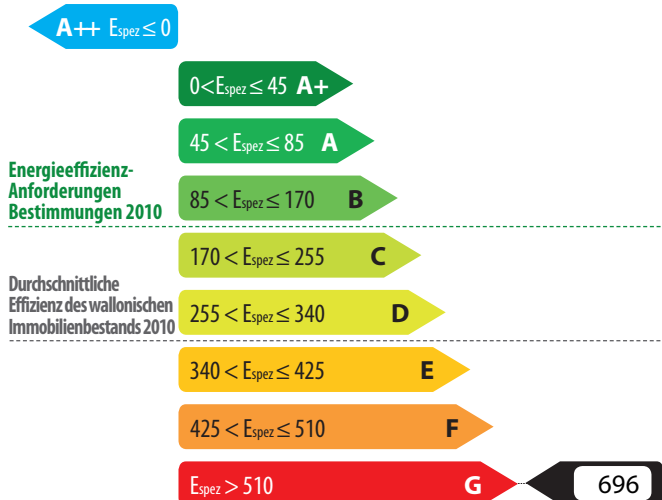 A++ Espez ≤ 0
0<Espez ≤ 45 A+
45 < Espez ≤ 85 A
Energieeffizienz-
Anforderungen
Bestimmungen 2010
85 < Espez ≤ 170 B
170 < Espez ≤ 255 C
Durchschnittliche
Effizienz des wallonischen
Immobilienbestands 2010
255 < Espez ≤ 340 D
340 < Espez ≤ 425 E
425 < Espez ≤ 510 F
Espez > 510 G 696